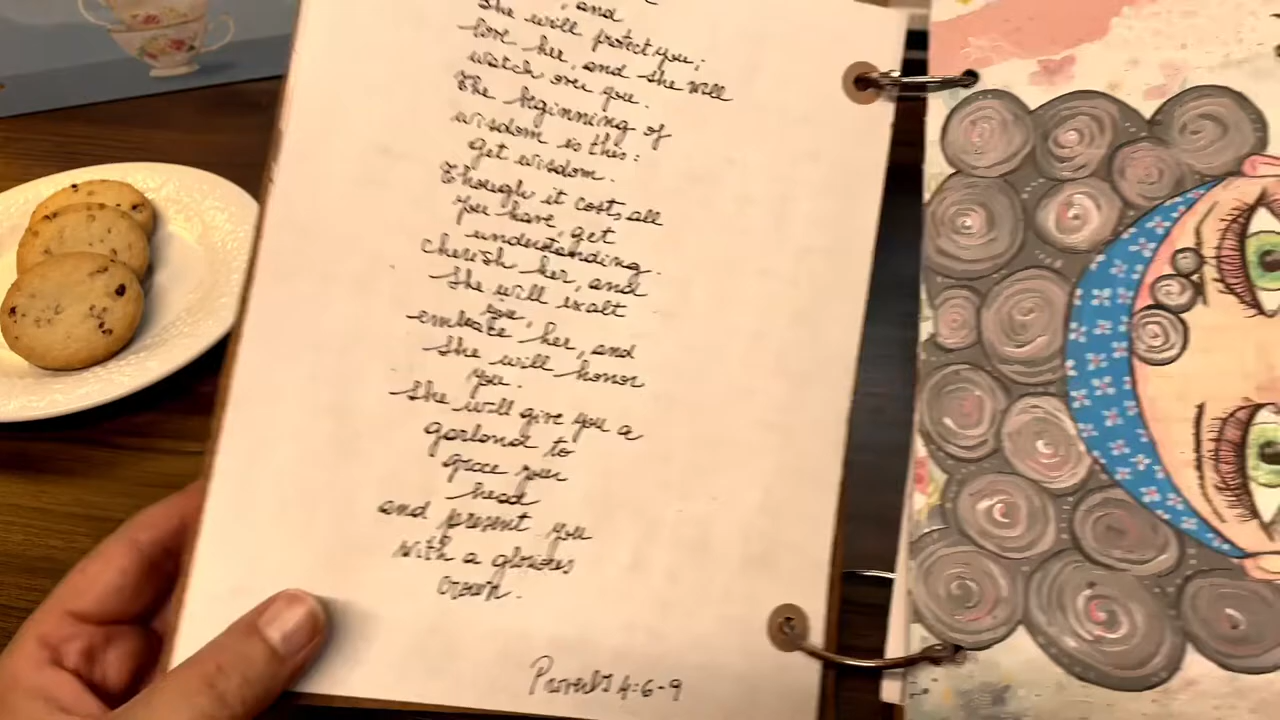 , and
she will protect you;
love her, and she will
watch over you.
The beginning of
wisdom is this:
get wisdom.
Though it costs all
you have, get
understanding.
cherish her, and
she will exalt
you,
embrace her, and
she will honor
you.
she will give you a
garland to
grace your
head
and present you
with a glorious
crown.
Proverbs 4:6-9